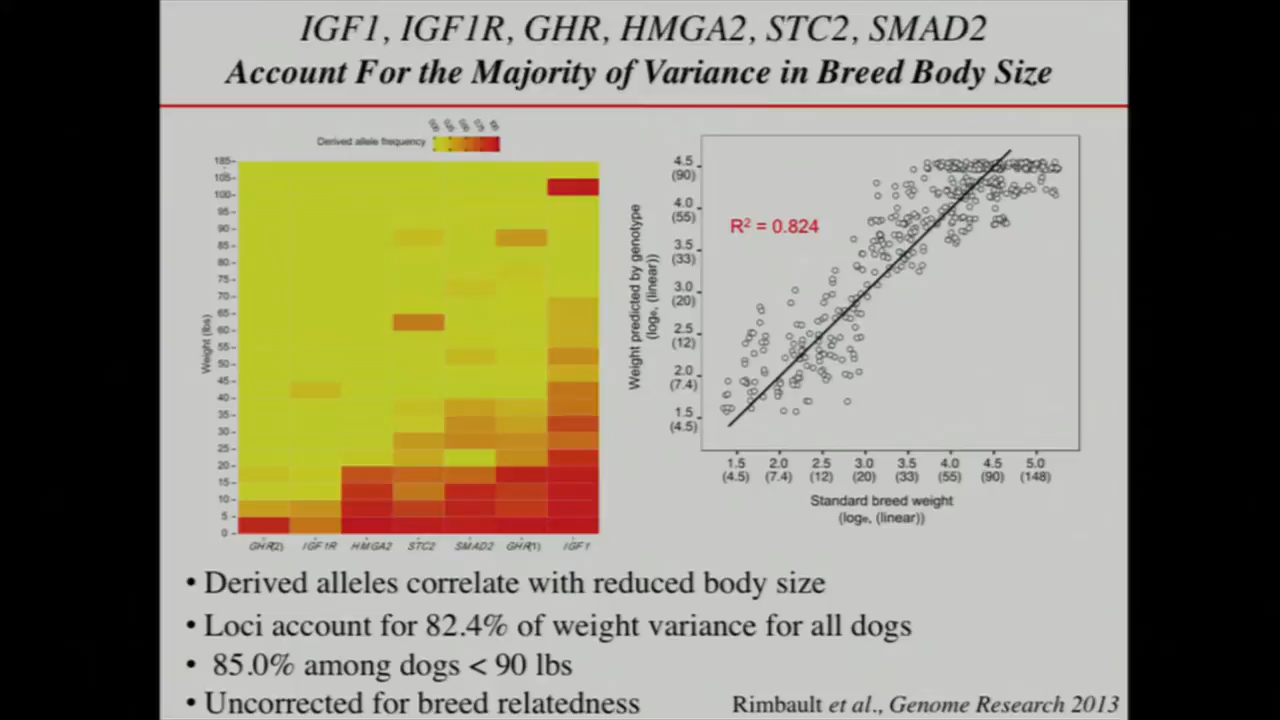 IGF1, IGF1R, GHR, HMGA2, STC2, SMAD2
Account For the Majority of Variance in Breed Body Size
Derived allele frequency
Weight (lbs)
185
105
100
95
90
85
80
75
70
65
60
55
50
45
40
35
30
25
20
15
10
5
0
GHR(2) IGF1R HMGA2 STC2 SMAD2 GHR(1) IGF1
Weight predicted by genotype
(logₑ, (linear))
4.5
(90)
4.0
(55)
3.5
(33)
3.0
(20)
2.5
(12)
2.0
(7.4)
1.5
(4.5)
R² = 0.824
1.5 2.0 2.5 3.0 3.5 4.0 4.5 5.0
(4.5) (7.4) (12) (20) (33) (55) (90) (148)
Standard breed weight
(logₑ, (linear))
• Derived alleles correlate with reduced body size
• Loci account for 82.4% of weight variance for all dogs
• 85.0% among dogs < 90 lbs
• Uncorrected for breed relatedness
Rimbault et al., Genome Research 2013